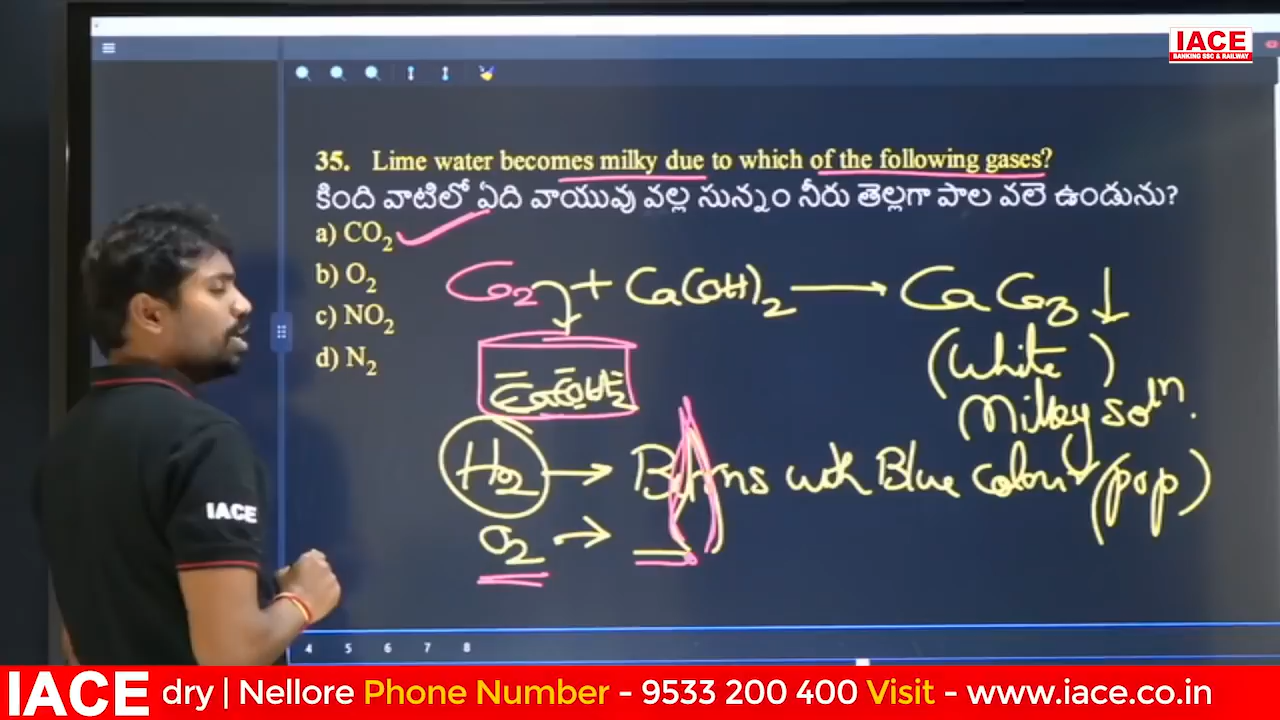 IACE
BANKING SSC & RAILWAY
35. Lime water becomes milky due to which of the following gases?
కింది వాటిలో ఏది వాయువు వల్ల సున్నం నీరు తెల్లగా పాల వలె ఉండును?
a) CO₂
b) O₂
c) NO₂
d) N₂
CO₂ + Ca(OH)₂ → CaCO₃ ↓
(White)
Milky solⁿ.
Ca(OH)₂
H₂ → Burns with Blue colour (pop)
O₂ →
IACE
4 5 6 7 8
IACE dry | Nellore Phone Number - 9533 200 400 Visit - www.iace.co.in